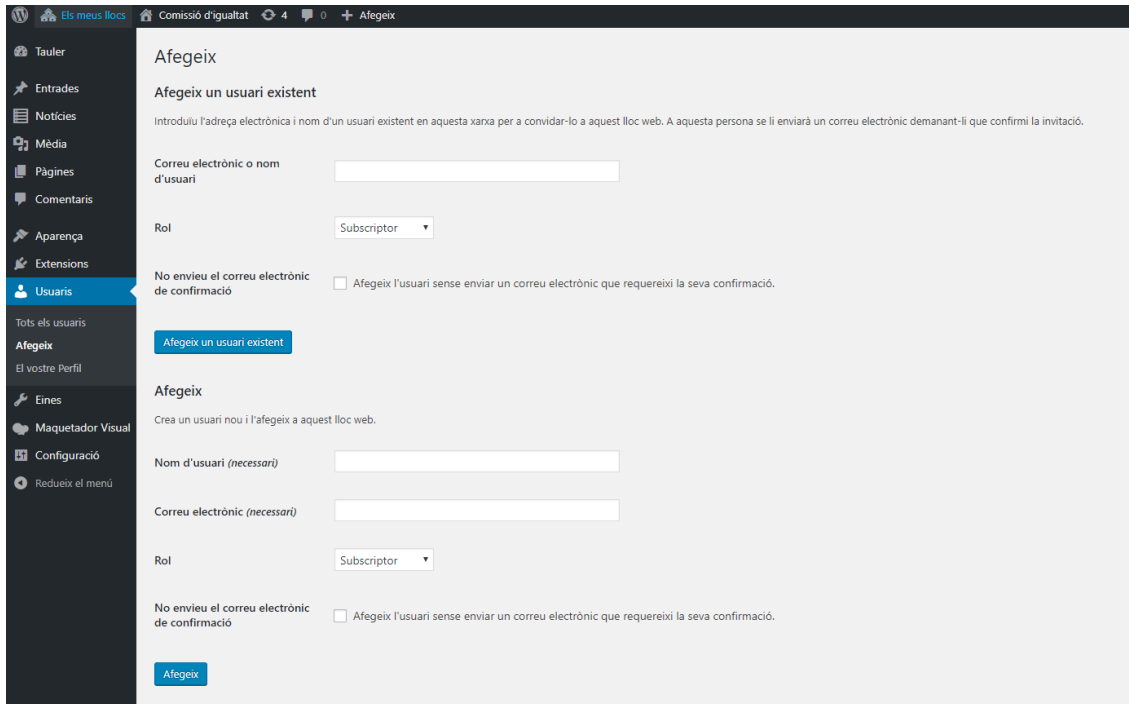 Els meus llocs Comissió d'igualtat 4 0 Afegeix
Tauler
Entrades
Notícies
Mèdia
Pàgines
Comentaris
Aparença
Extensions
Usuaris
Tots els usuaris
Afegeix
El vostre Perfil
Eines
Maquetador Visual
Configuració
Redueix el menú
Afegeix
Afegeix un usuari existent
Introduïu l'adreça electrònica i nom d'un usuari existent en aquesta xarxa per a convidar-lo a aquest lloc web. A aquesta persona se li enviarà un correu electrònic demanant-li que confirmi la invitació.
Correu electrònic o nom
d'usuari
Rol
Subscriptor
No envieu el correu electrònic
de confirmació
Afegeix l'usuari sense enviar un correu electrònic que requereixi la seva confirmació.
Afegeix un usuari existent
Afegeix
Crea un usuari nou i l'afegeix a aquest lloc web.
Nom d'usuari (necessari)
Correu electrònic (necessari)
Rol
Subscriptor
No envieu el correu electrònic
de confirmació
Afegeix l'usuari sense enviar un correu electrònic que requereixi la seva confirmació.
Afegeix